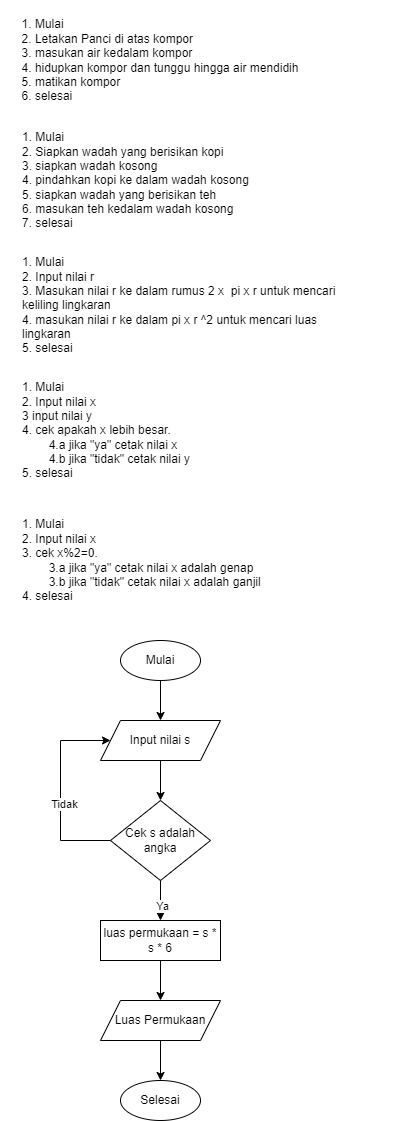 1. Mulai
2. Letakan Panci di atas kompor
3. masukan air kedalam kompor
4. hidupkan kompor dan tunggu hingga air mendidih
5. matikan kompor
6. selesai
1. Mulai
2. Siapkan wadah yang berisikan kopi
3. siapkan wadah kosong
4. pindahkan kopi ke dalam wadah kosong
5. siapkan wadah yang berisikan teh
6. masukan teh kedalam wadah kosong
7. selesai
1. Mulai
2. Input nilai r
3. Masukan nilai r ke dalam rumus 2 x  pi x r untuk mencari
keliling lingkaran
4. masukan nilai r ke dalam pi x r ^2 untuk mencari luas
lingkaran
5. selesai
1. Mulai
2. Input nilai x
3 input nilai y
4. cek apakah x lebih besar.
4.a jika "ya" cetak nilai x
4.b jika "tidak" cetak nilai y
5. selesai
1. Mulai
2. Input nilai x
3. cek x%2=0.
3.a jika "ya" cetak nilai x adalah genap
3.b jika "tidak" cetak nilai x adalah ganjil
4. selesai
Mulai
Input nilai s
Tidak
Cek s adalah
angka
Ya
luas permukaan = s *
s * 6
Luas Permukaan
Selesai